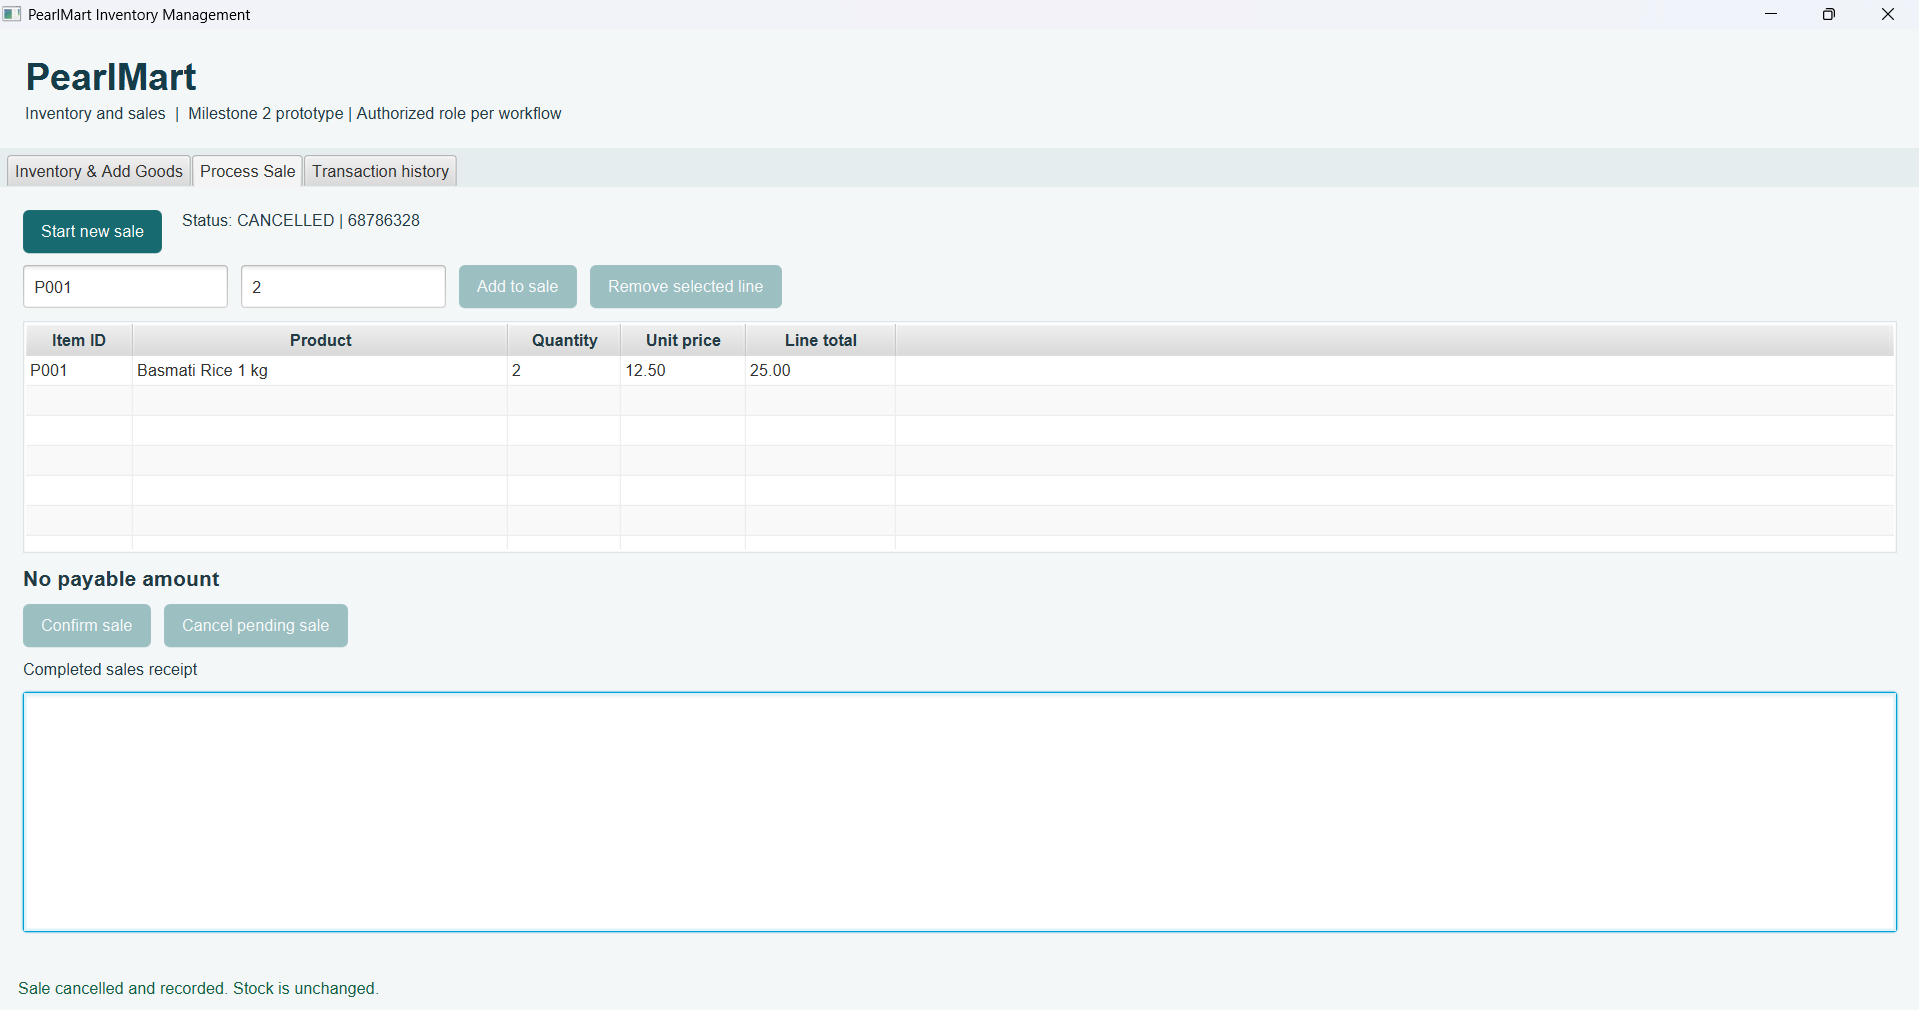 PearlMart Inventory Management
PearlMart
Inventory and sales | Milestone 2 prototype | Authorized role per workflow
Inventory & Add Goods Process Sale Transaction history
Start new sale Status: CANCELLED | 68786328
P001 2 Add to sale Remove selected line
Item ID Product Quantity Unit price Line total
P001 Basmati Rice 1 kg 2 12.50 25.00
No payable amount
Confirm sale Cancel pending sale
Completed sales receipt
Sale cancelled and recorded. Stock is unchanged.